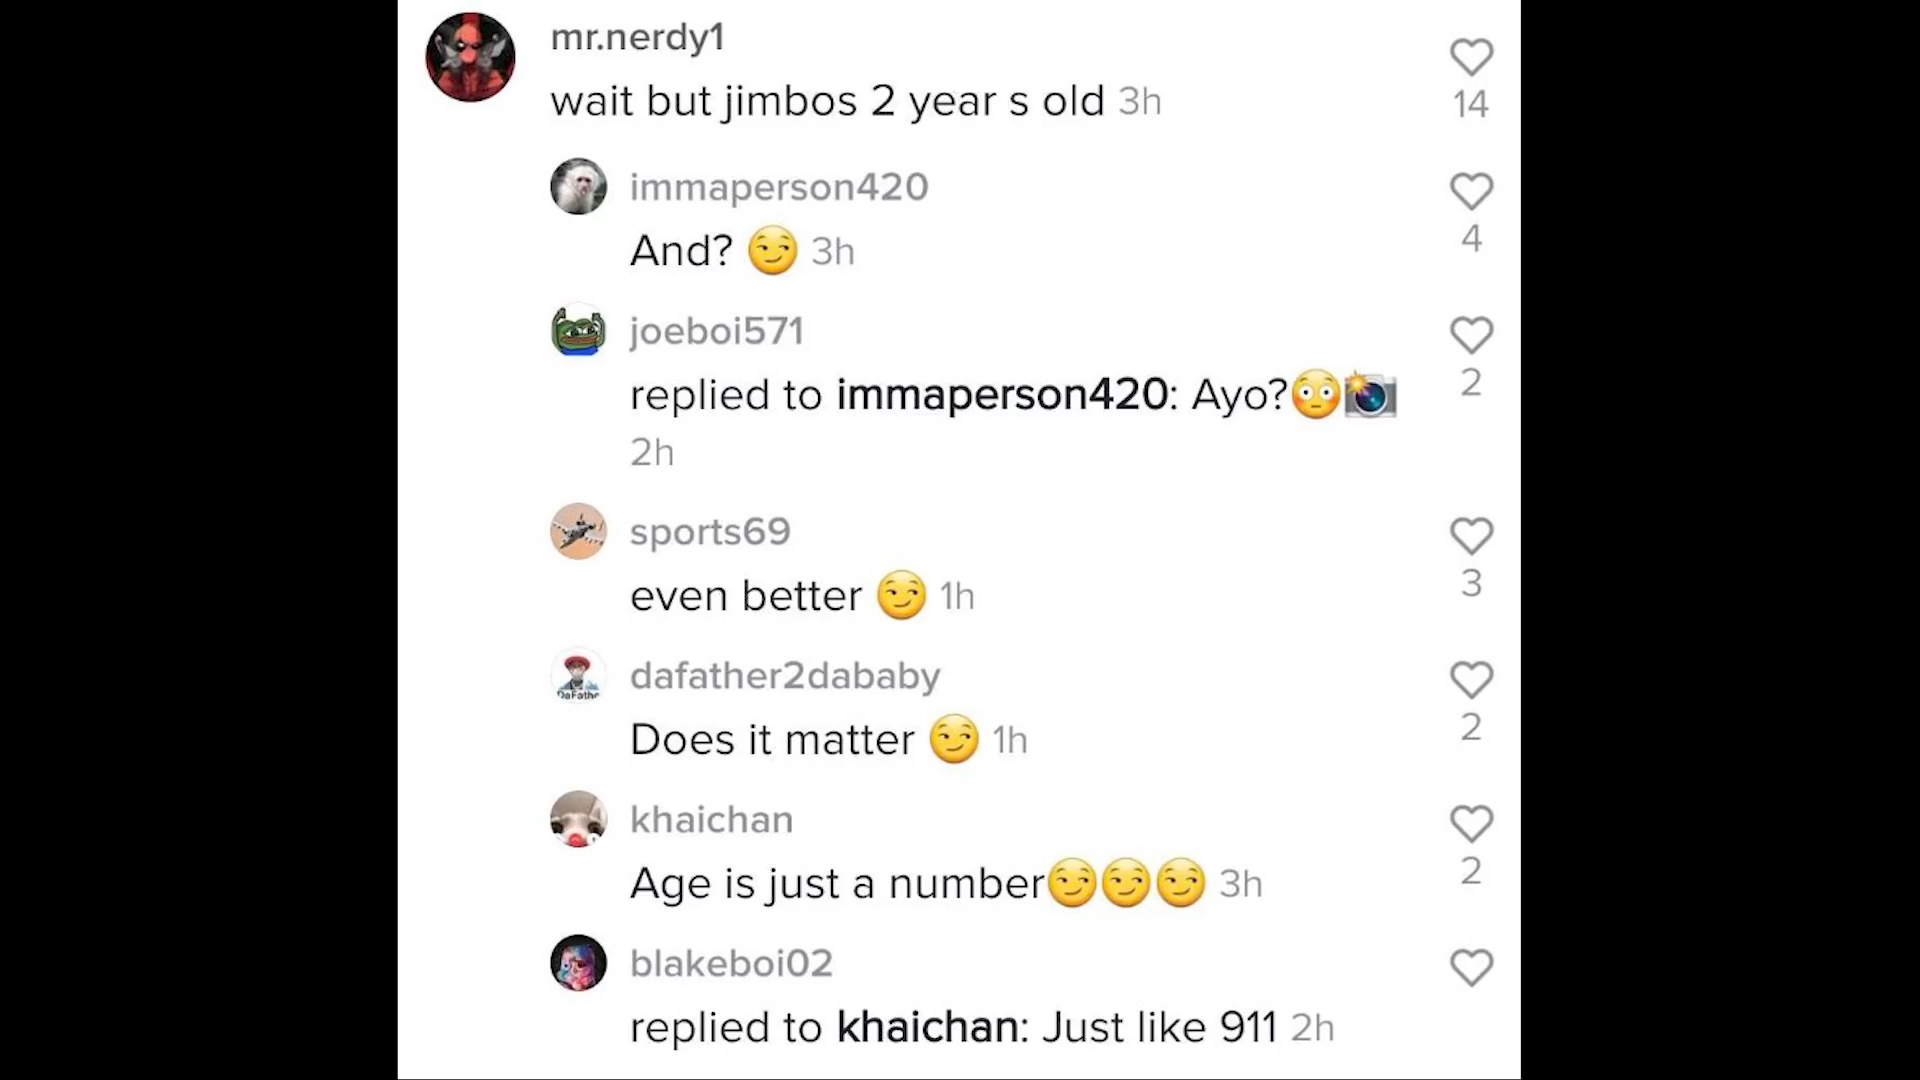 mr.nerdy1
wait but jimbos 2 year s old 3h
14
immaperson420
And? 😏 3h
4
joeboi571
replied to immaperson420: Ayo?😳📸
2h
2
sports69
even better 😏 1h
3
DaFathe
dafather2dababy
Does it matter 😏 1h
2
khaichan
Age is just a number😏😏😏 3h
2
blakeboi02
replied to khaichan: Just like 911 2h